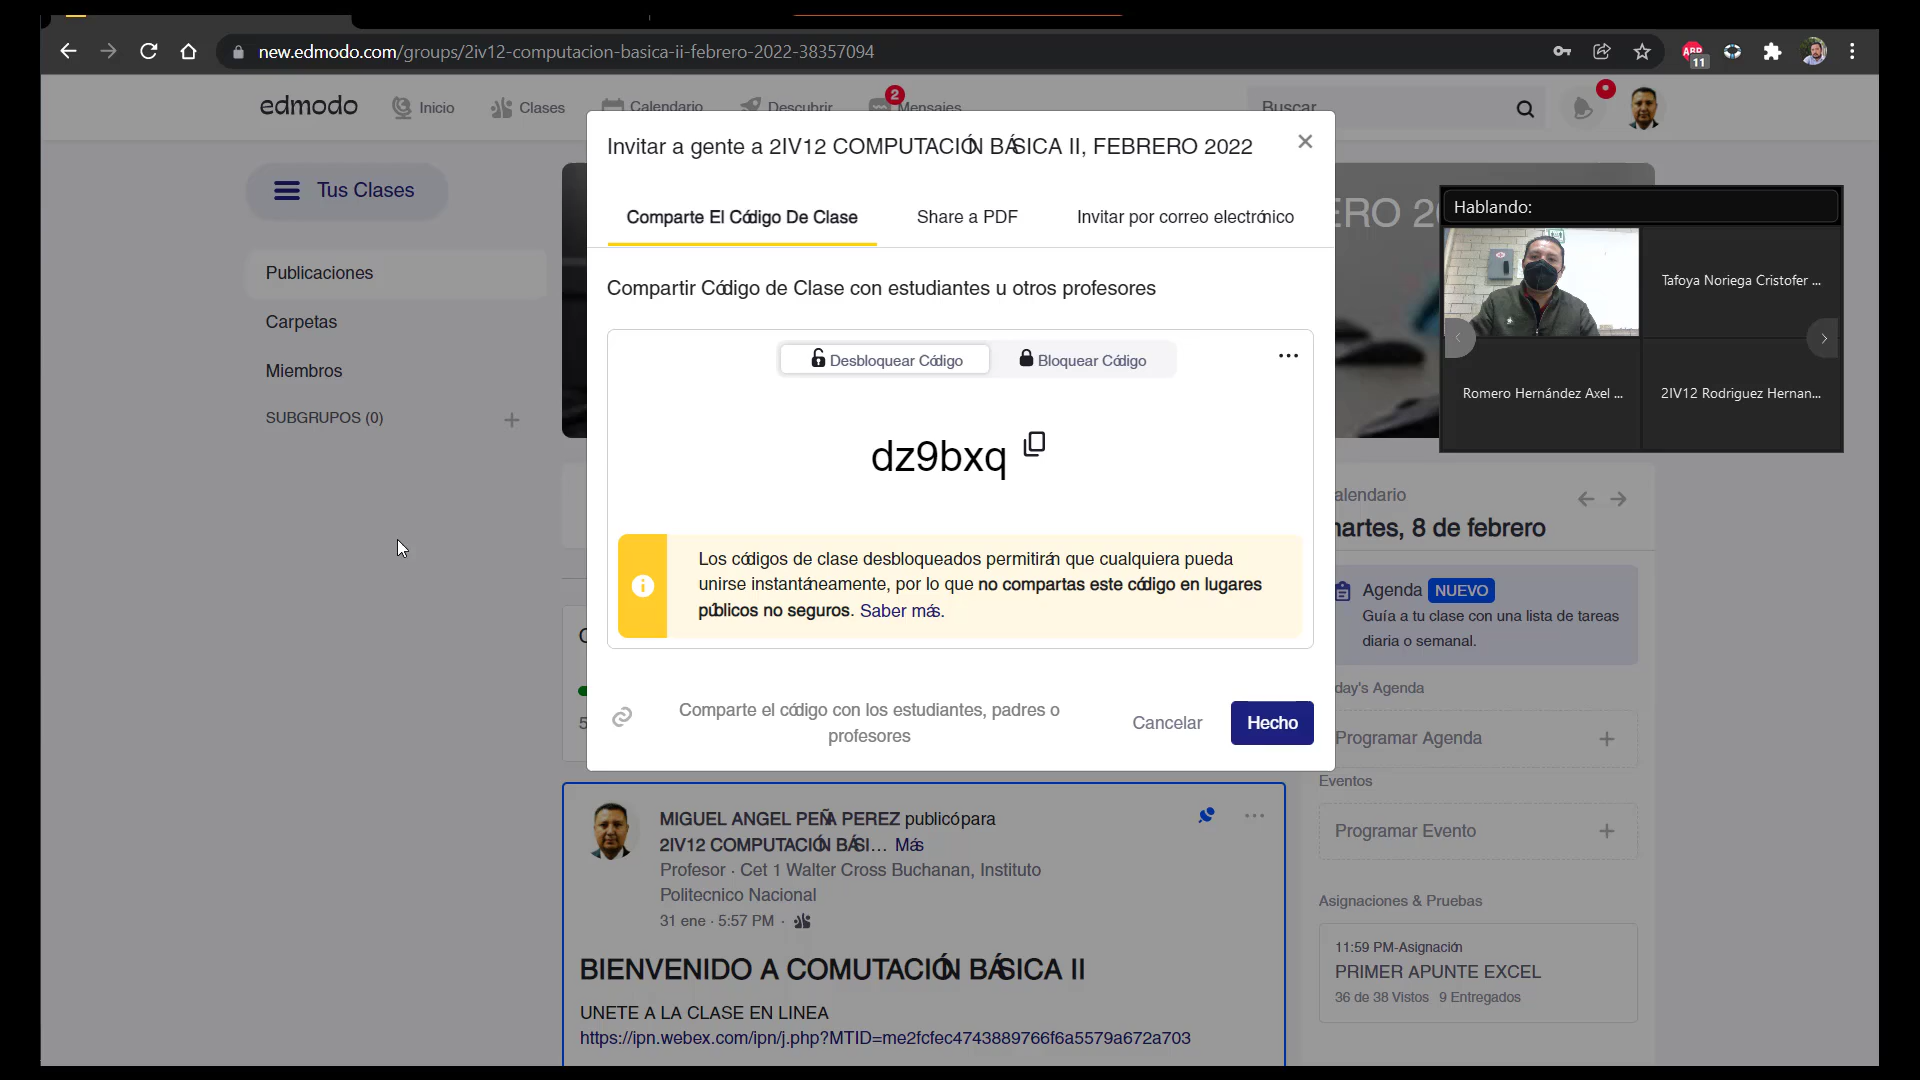 new.edmodo.com/groups/2iv12-computacion-basica-ii-febrero-2022-38357094
ABP
11
edmodo
Inicio
Clases
Calendario
Descubrir
2
Mensajes
Buscar
Invitar a gente a 2IV12 COMPUTACIÓN BÁSICA II, FEBRERO 2022
Tus Clases
Comparte El Código De Clase
Share a PDF
Invitar por correo electrónico
ERO 2
Hablando:
Publicaciones
Carpetas
Miembros
SUBGRUPOS (0)
Compartir Código de Clase con estudiantes u otros profesores
Tafoya Noriega Cristofer ...
Romero Hernández Axel ...
2IV12 Rodriguez Hernan...
Desbloquear Código
Bloquear Código
dz9bxq
Los códigos de clase desbloqueados permitirán que cualquiera pueda
unirse instantáneamente, por lo que no compartas este código en lugares
públicos no seguros. Saber más.
Comparte el código con los estudiantes, padres o
profesores
Cancelar
Hecho
alendario
martes, 8 de febrero
Agenda NUEVO
Guía a tu clase con una lista de tareas
diaria o semanal.
day's Agenda
Programar Agenda
Eventos
Programar Evento
Asignaciones & Pruebas
11:59 PM-Asignación
PRIMER APUNTE EXCEL
36 de 38 Vistos 9 Entregados
C
5
MIGUEL ANGEL PEÑA PEREZ publicó para
2IV12 COMPUTACIÓN BÁSI... Más
Profesor · Cet 1 Walter Cross Buchanan, Instituto
Politecnico Nacional
31 ene · 5:57 PM ·
BIENVENIDO A COMUTACIÓN BÁSICA II
UNETE A LA CLASE EN LINEA
https://ipn.webex.com/ipn/j.php?MTID=me2fcfec4743889766f6a5579a672a703